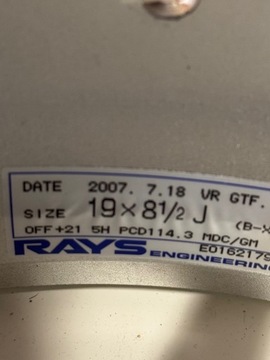 DATE 2007. 7.18 VR GTF.
SIZE 19×8½ J (B-X
OFF+21 5H PCD114.3 MDC/GM
RAYS ENGINEERING E0162179